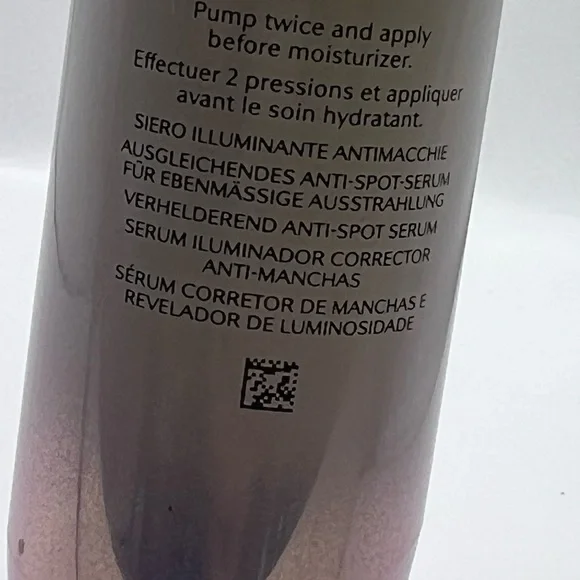 Pump twice and apply
before moisturizer.
Effectuer 2 pressions et appliquer
avant le soin hydratant.
SIERO ILLUMINANTE ANTIMACCHIE
AUSGLEICHENDES ANTI-SPOT-SERUM
FÜR EBENMÄSSIGE AUSSTRAHLUNG
VERHELDEREND ANTI-SPOT SERUM
SERUM ILUMINADOR CORRECTOR
ANTI-MANCHAS
SÉRUM CORRETOR DE MANCHAS E
REVELADOR DE LUMINOSIDADE